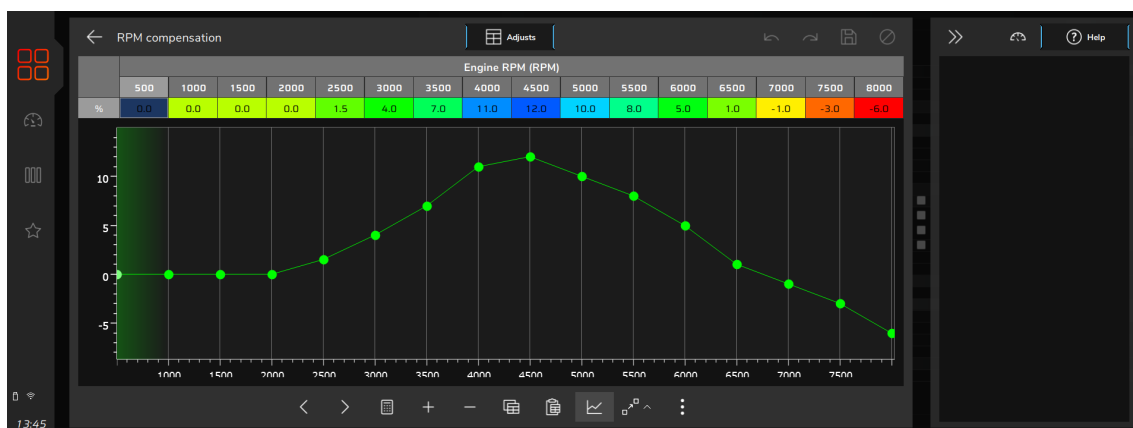 RPM compensation
Adjusts
? Help
Engine RPM (RPM)
500 1000 1500 2000 2500 3000 3500 4000 4500 5000 5500 6000 6500 7000 7500 8000
% 0.0 0.0 0.0 0.0 1.5 4.0 7.0 11.0 12.0 10.0 8.0 5.0 1.0 -1.0 -3.0 -6.0
10
5
0
-5
1000 1500 2000 2500 3000 3500 4000 4500 5000 5500 6000 6500 7000 7500
13:45